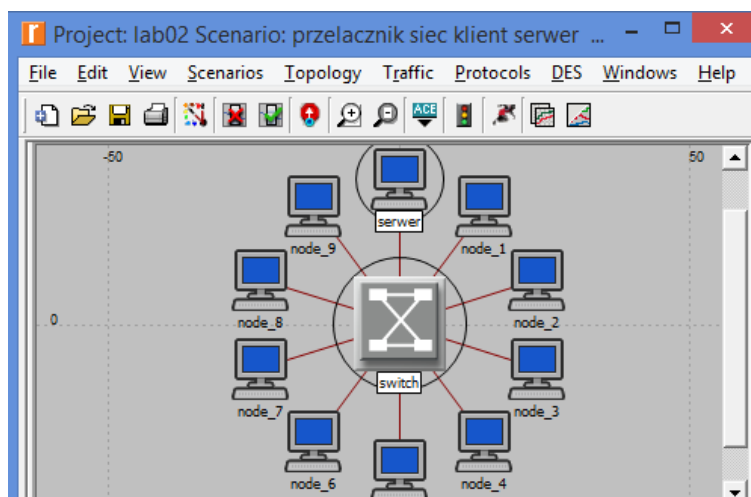 Project: lab02 Scenario: przelacznik siec klient serwer ...
File Edit View Scenarios Topology Traffic Protocols DES Windows Help
ACE
-50 50
serwer
node_9 node_1
node_8 0 node_2
switch
node_7 node_3
node_6 node_4